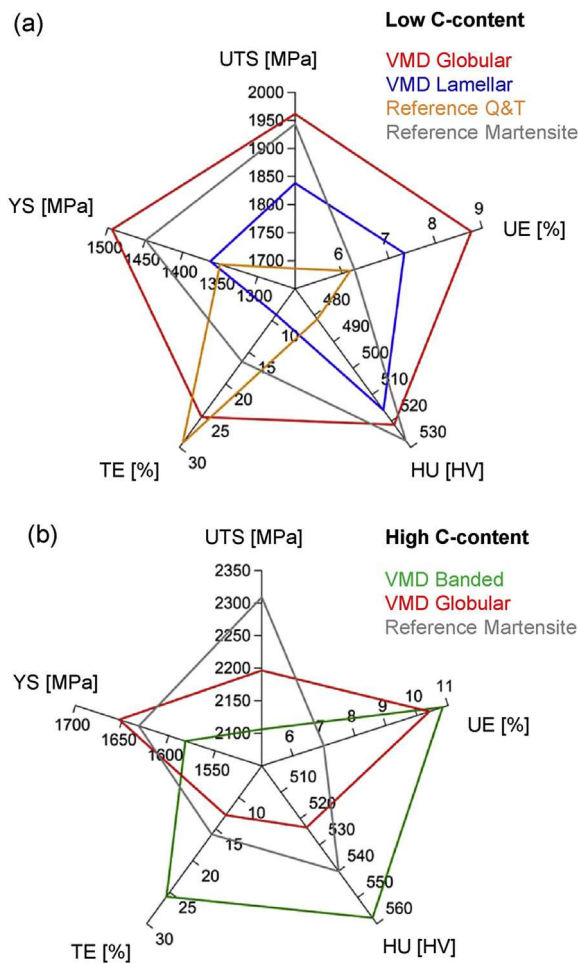 (a)
Low C-content
VMD Globular
VMD Lamellar
Reference Q&T
Reference Martensite
UTS [MPa]
2000
1950
1900
1850
1800
1750
1700
YS [MPa]
1500
1450
1400
1350
1300
UE [%]
6
7
8
9
TE [%]
10
15
20
25
30
HU [HV]
480
490
500
510
520
530
(b)
High C-content
VMD Banded
VMD Globular
Reference Martensite
UTS [MPa]
2350
2300
2250
2200
2150
2100
YS [MPa]
1700
1650
1600
1550
UE [%]
6
7
8
9
10
11
TE [%]
10
15
20
25
30
HU [HV]
510
520
530
540
550
560